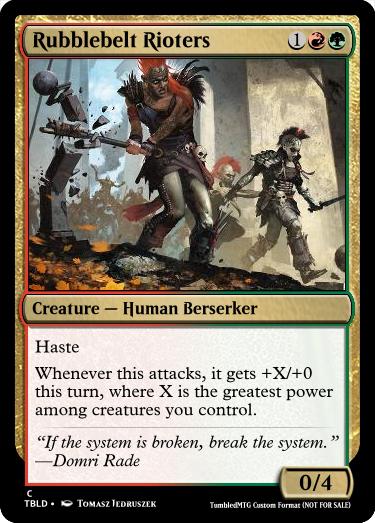 Rubblebelt Rioters 1
Creature — Human Berserker
Haste
Whenever this attacks, it gets +X/+0
this turn, where X is the greatest power
among creatures you control.
“If the system is broken, break the system.”
—Domri Rade
0/4
C
TBLD • Tomasz Jedruszek
TumbledMTG Custom Format (NOT FOR SALE)